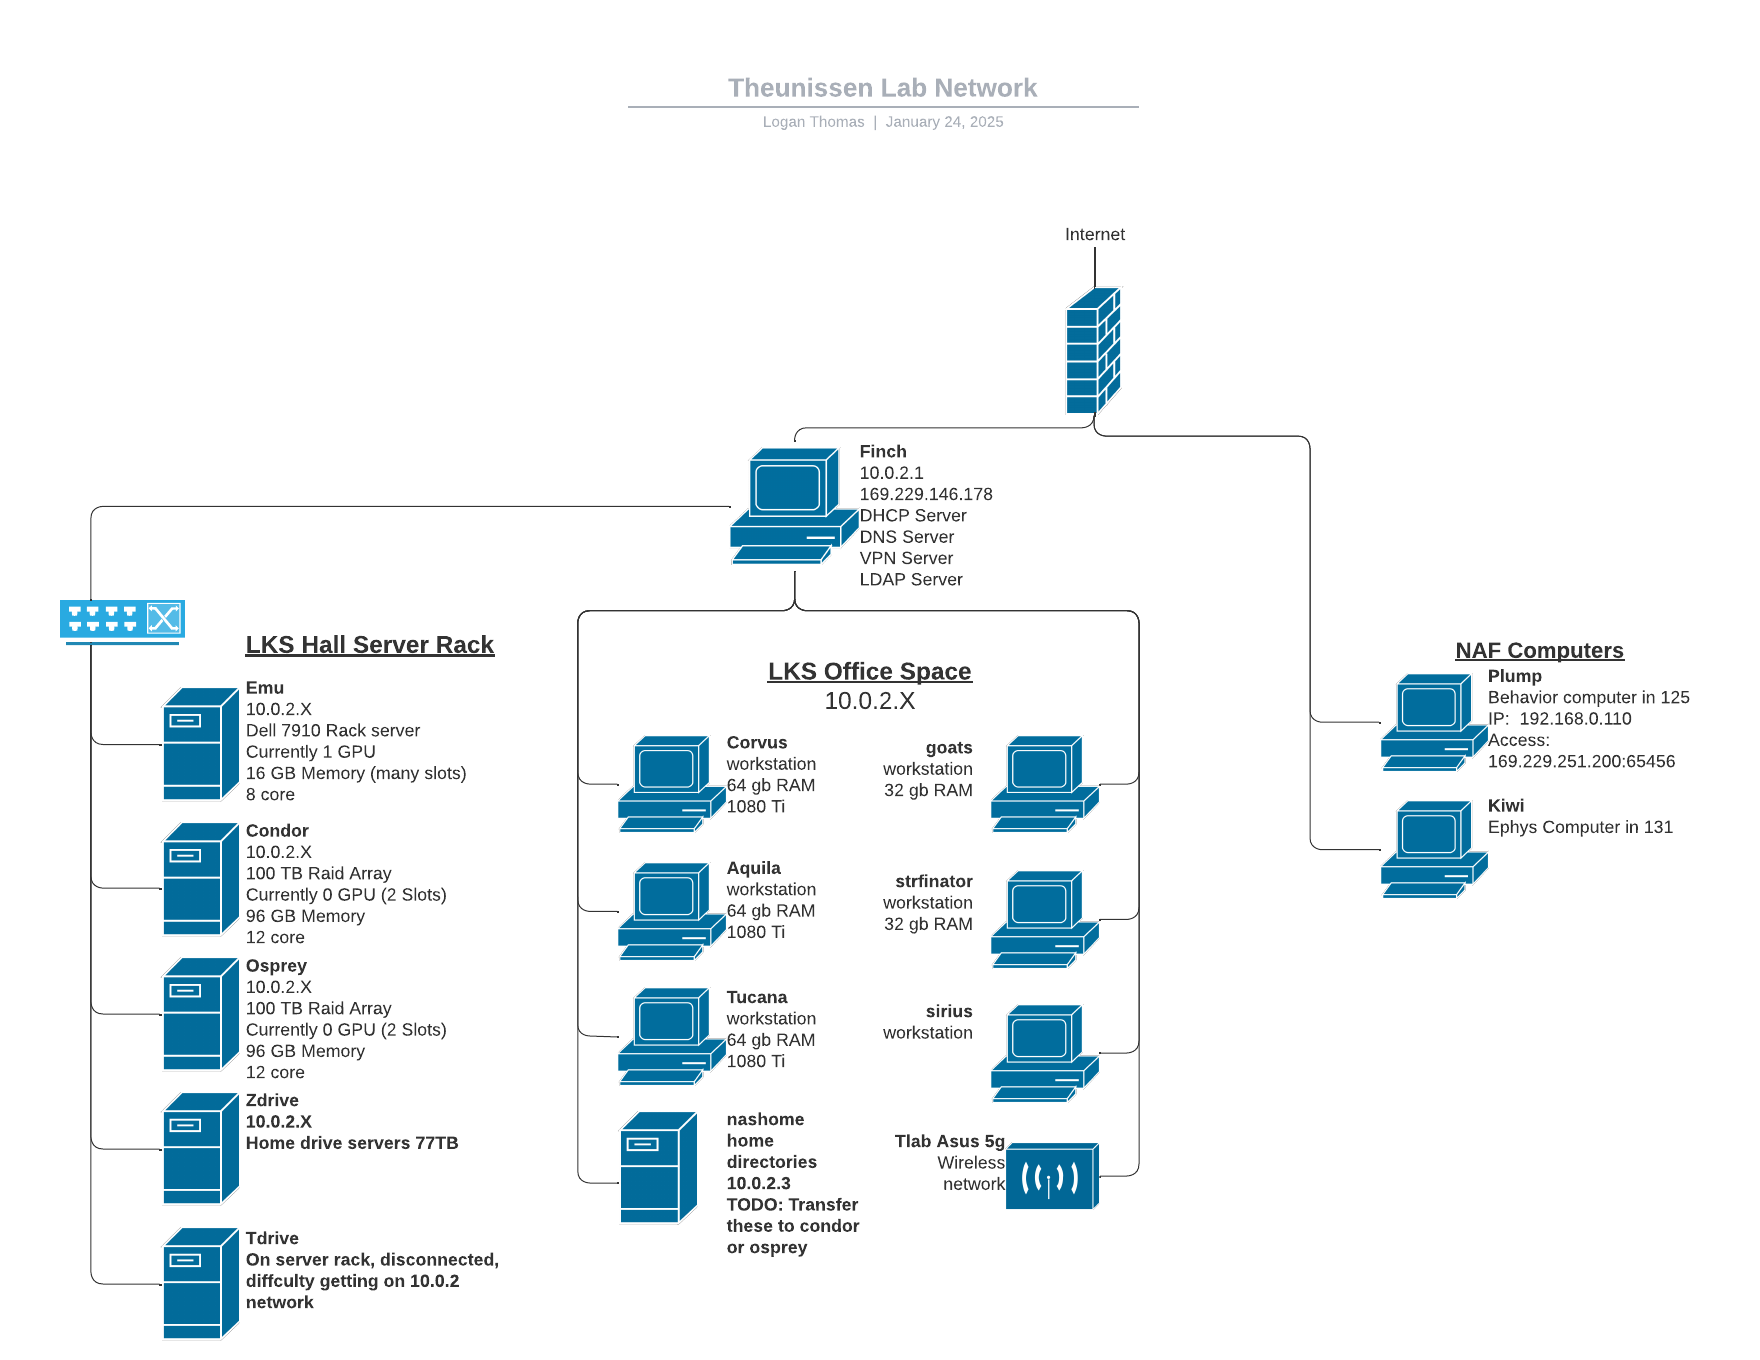 Theunissen Lab Network
Logan Thomas | January 24, 2025
Internet
Finch
10.0.2.1
169.229.146.178
DHCP Server
DNS Server
VPN Server
LDAP Server
LKS Hall Server Rack
Emu
10.0.2.X
Dell 7910 Rack server
Currently 1 GPU
16 GB Memory (many slots)
8 core
Condor
10.0.2.X
100 TB Raid Array
Currently 0 GPU (2 Slots)
96 GB Memory
12 core
Osprey
10.0.2.X
100 TB Raid Array
Currently 0 GPU (2 Slots)
96 GB Memory
12 core
Zdrive
10.0.2.X
Home drive servers 77TB
Tdrive
On server rack, disconnected,
diffculty getting on 10.0.2
network
LKS Office Space
10.0.2.X
Corvus
workstation
64 gb RAM
1080 Ti
Aquila
workstation
64 gb RAM
1080 Ti
Tucana
workstation
64 gb RAM
1080 Ti
nashome
home
directories
10.0.2.3
TODO: Transfer
these to condor
or osprey
goats
workstation
32 gb RAM
strfinator
workstation
32 gb RAM
sirius
workstation
Tlab Asus 5g
Wireless
network
NAF Computers
Plump
Behavior computer in 125
IP: 192.168.0.110
Access:
169.229.251.200:65456
Kiwi
Ephys Computer in 131